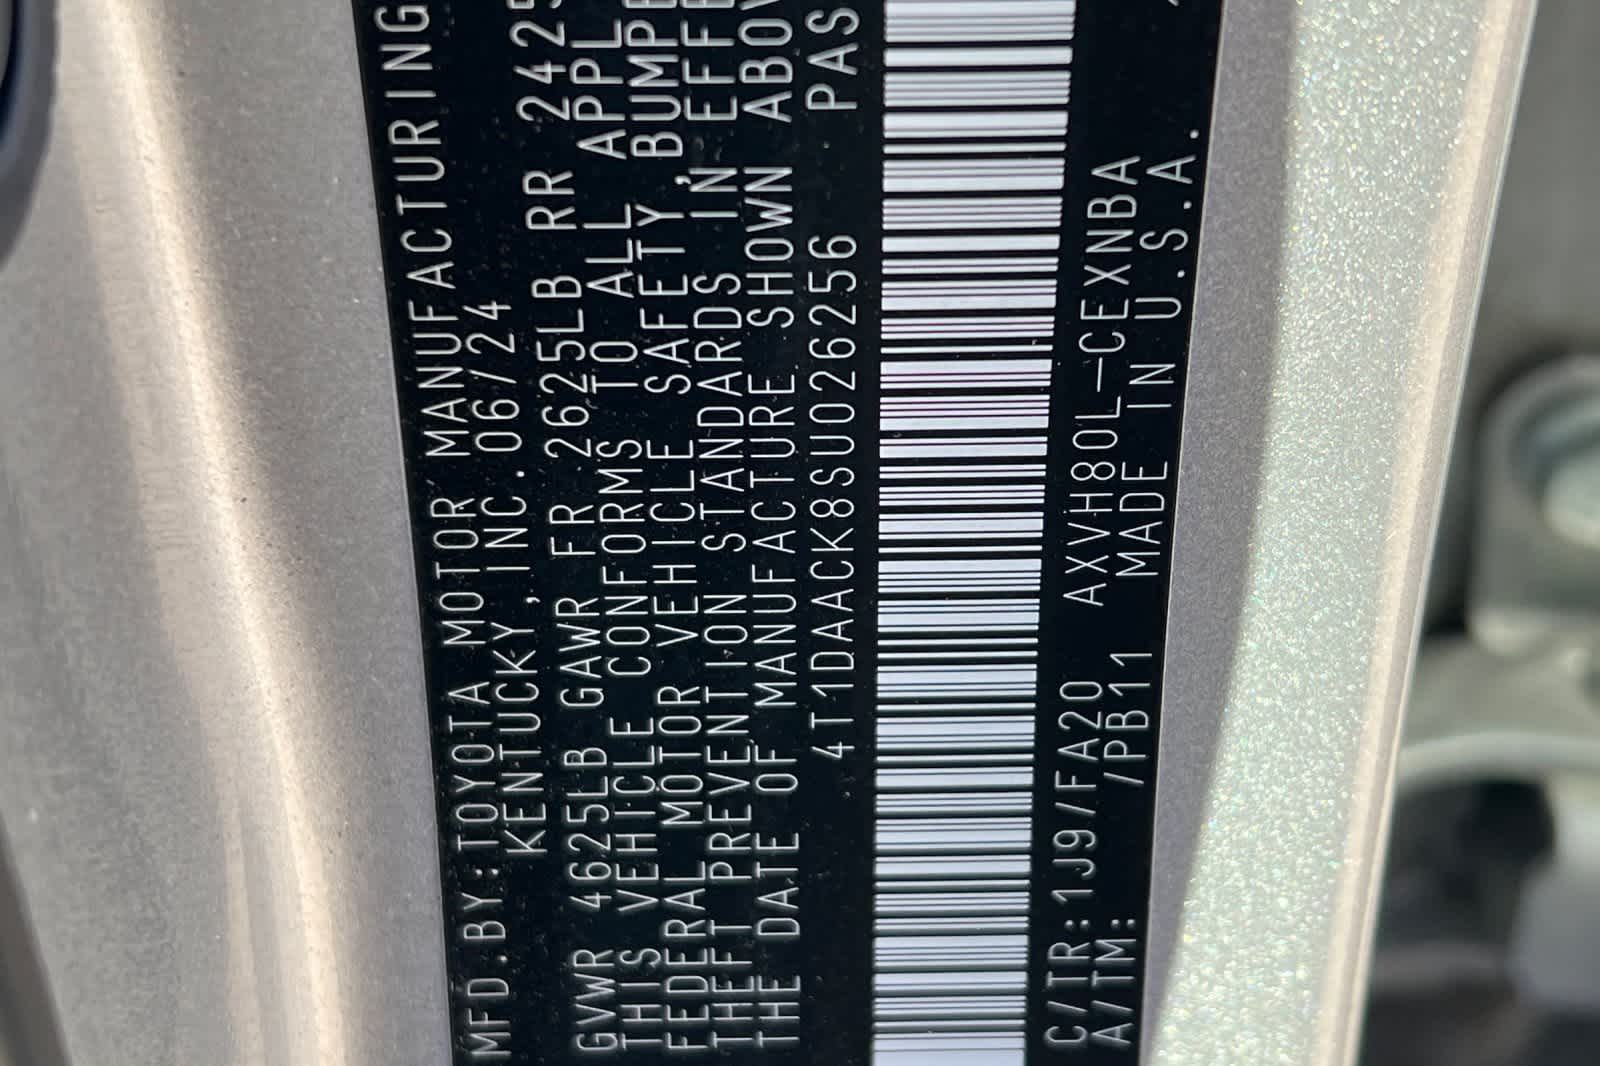 MFD.BY:TOYOTA MOTOR MANUFACTURING
KENTUCKY,INC.06/24
GVWR 4625LB GAWR FR 2625LB RR 2425
THIS VEHICLE CONFORMS TO ALL APPL
FEDERAL MOTOR VEHICLE SAFETY,BUMPE
THEFT PREVENTION STANDARDS IN EFFE
THE DATE OF MANUFACTURE SHOWN ABOV
4T1DAACK8SU026256 PAS
C/TR:1J9/FA20 AXVH80L-CEXNBA
A/TM: /PB11 MADE IN U.S.A.